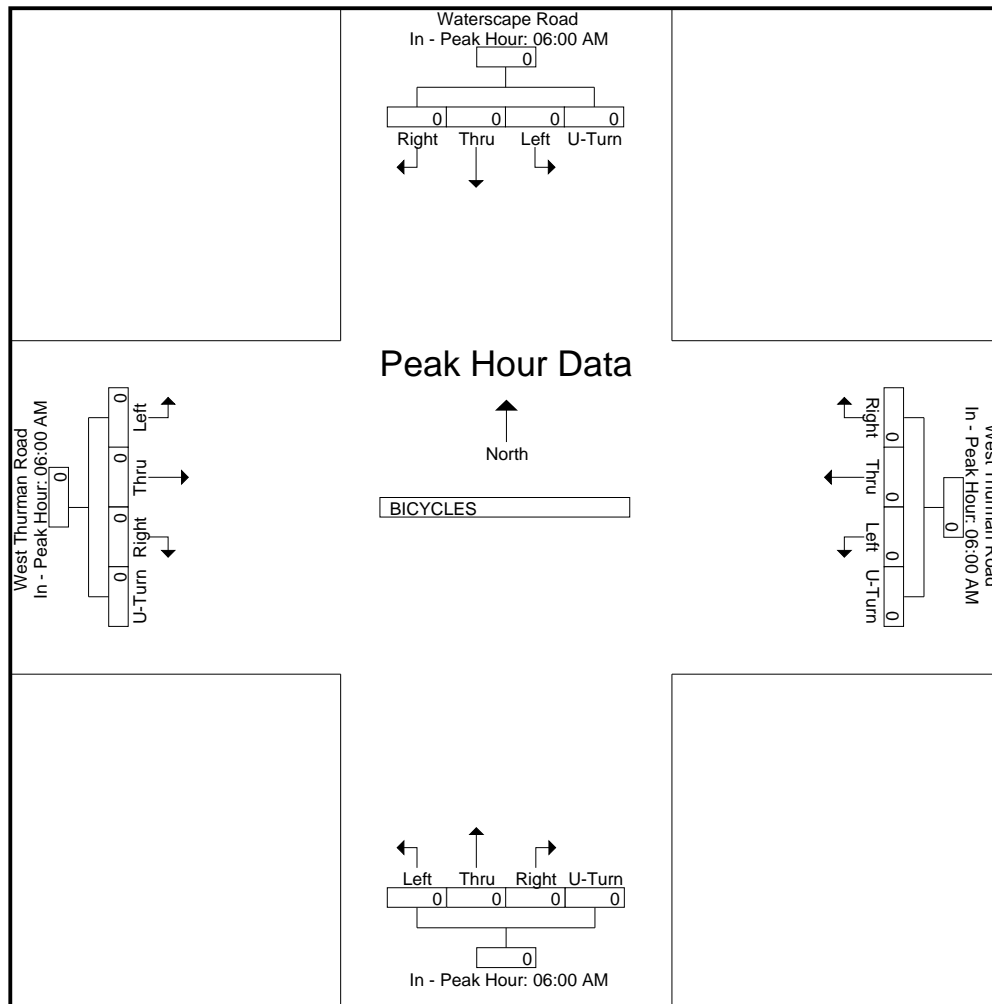 Waterscape Road
In - Peak Hour: 06:00 AM
0
0 0 0 0
Right Thru Left U-Turn
Peak Hour Data
North
BICYCLES
West Thurman Road
In - Peak Hour: 06:00 AM
0
0 0 0 0
Left Thru Right U-Turn
West Thurman Road
In - Peak Hour: 06:00 AM
0
0 0 0 0
Right Thru Left U-Turn
Left Thru Right U-Turn
0 0 0 0
0
In - Peak Hour: 06:00 AM